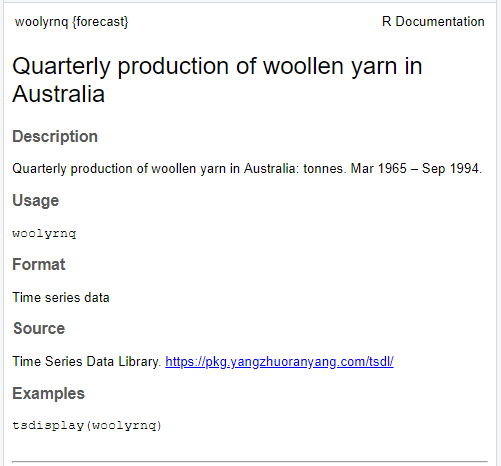 woolyrnq {forecast} R Documentation
Quarterly production of woollen yarn in
Australia
Description
Quarterly production of woollen yarn in Australia: tonnes. Mar 1965 – Sep 1994.
Usage
woolyrnq
Format
Time series data
Source
Time Series Data Library. https://pkg.yangzhuoranyang.com/tsdl/
Examples
tsdisplay(woolyrnq)